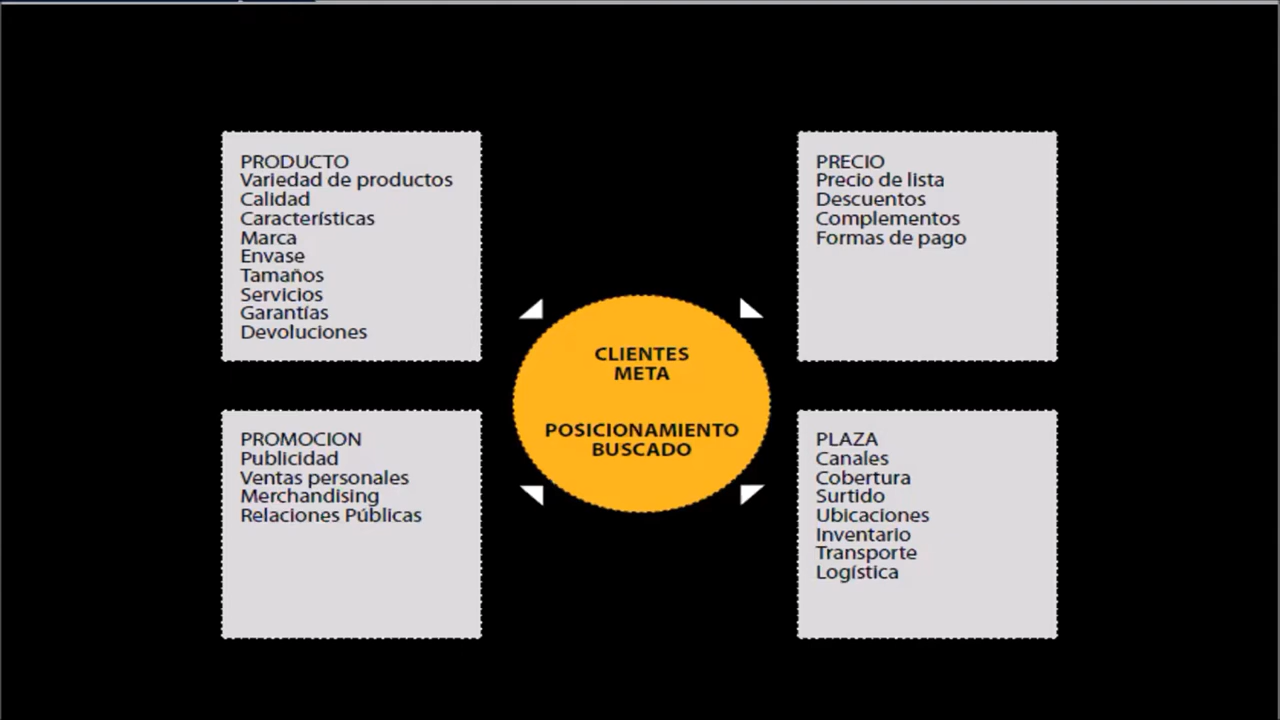 PRODUCTO
Variedad de productos
Calidad
Características
Marca
Envase
Tamaños
Servicios
Garantías
Devoluciones
PRECIO
Precio de lista
Descuentos
Complementos
Formas de pago
CLIENTES
META
POSICIONAMIENTO
BUSCADO
PROMOCION
Publicidad
Ventas personales
Merchandising
Relaciones Públicas
PLAZA
Canales
Cobertura
Surtido
Ubicaciones
Inventario
Transporte
Logística